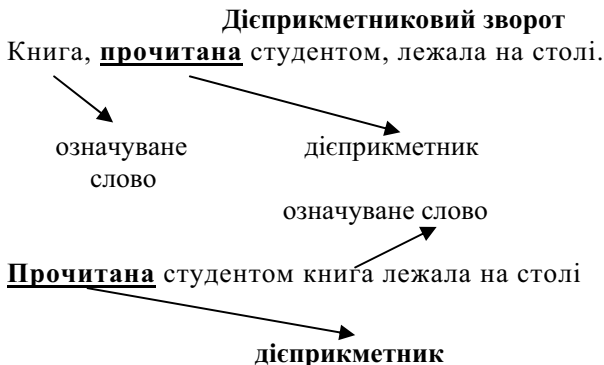 Дієприкметниковий зворот
Книга, прочитана студентом, лежала на столі.
означуване дієприкметник
слово
означуване слово
Прочитана студентом книга лежала на столі
дієприкметник